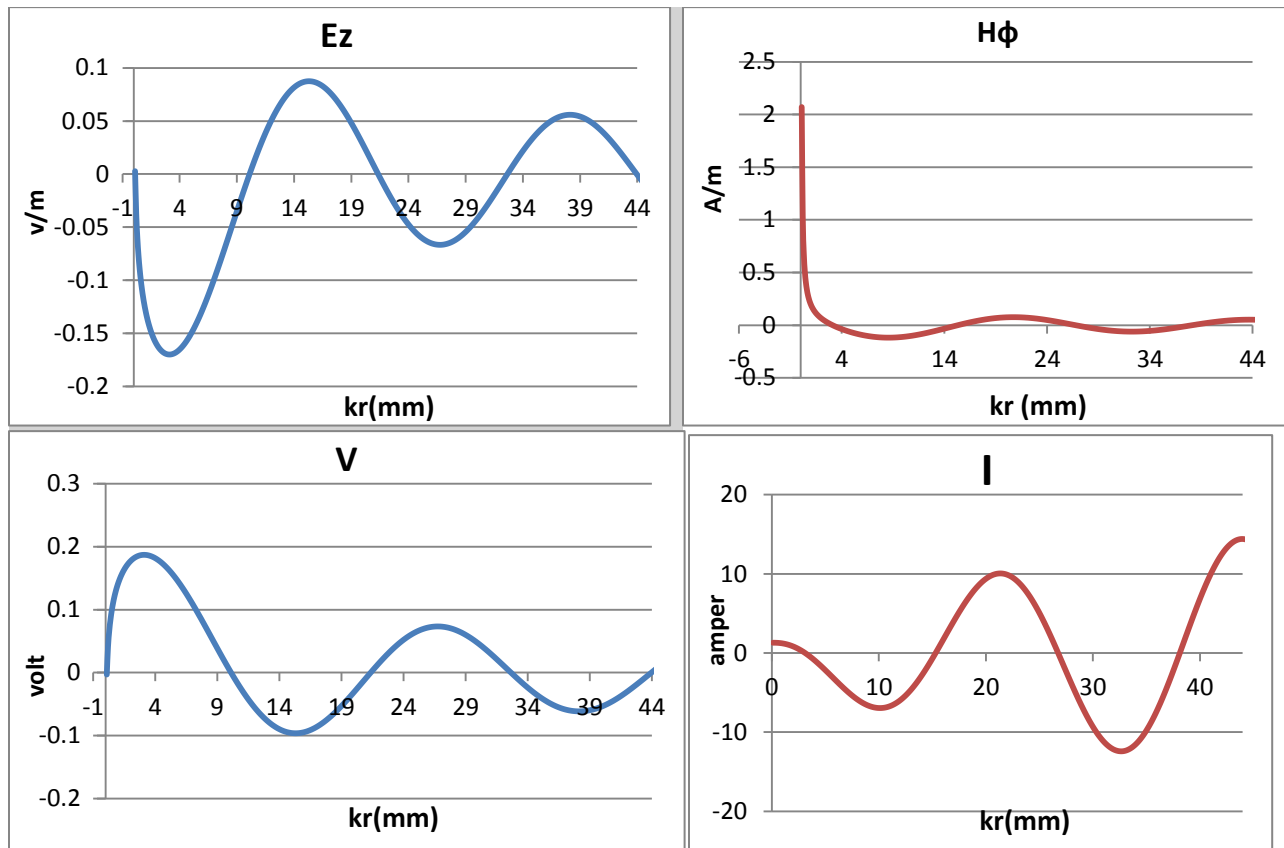 Ez
0.1
0.05
0
-0.05
-0.1
-0.15
-0.2
-1 4 9 14 19 24 29 34 39 44
v/m
kr(mm)
Hϕ
2.5
2
1.5
1
0.5
0
-0.5
-6 4 14 24 34 44
A/m
kr (mm)
V
0.3
0.2
0.1
0
-0.1
-0.2
-1 4 9 14 19 24 29 34 39 44
volt
kr(mm)
I
20
10
0
-10
-20
0 10 20 30 40
amper
kr(mm)